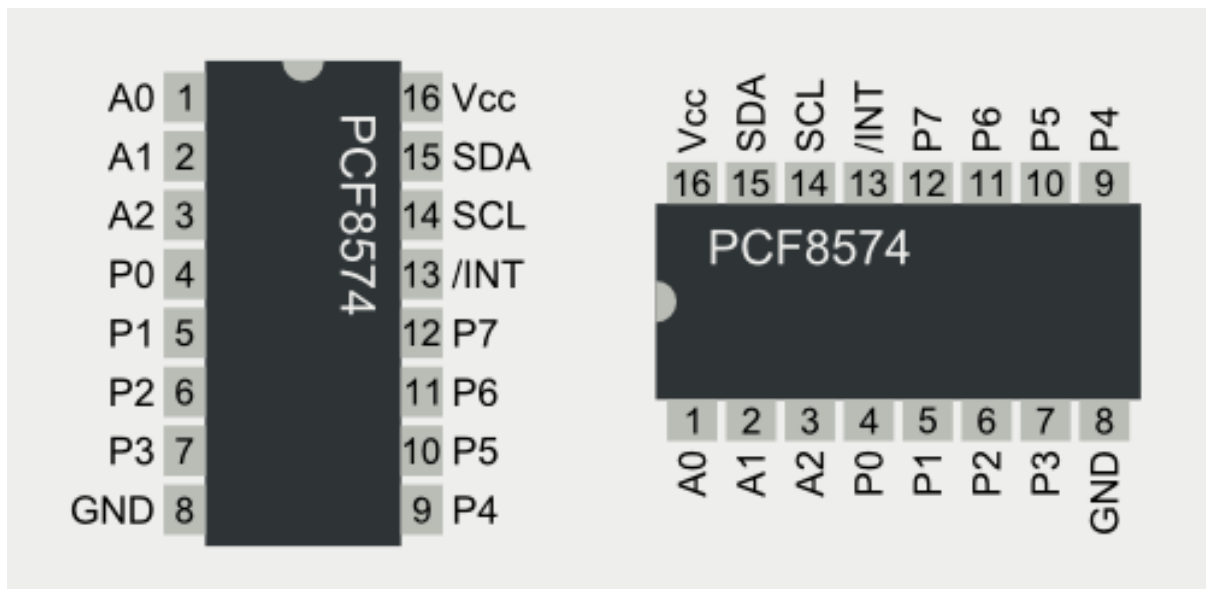 A0 1 16 Vcc
A1 2 15 SDA
A2 3 14 SCL
P0 4 13 /INT
P1 5 12 P7
P2 6 11 P6
P3 7 10 P5
GND 8 9 P4
PCF8574
Vcc SDA SCL /INT P7 P6 P5 P4
16 15 14 13 12 11 10 9
PCF8574
1 2 3 4 5 6 7 8
A0 A1 A2 P0 P1 P2 P3 GND